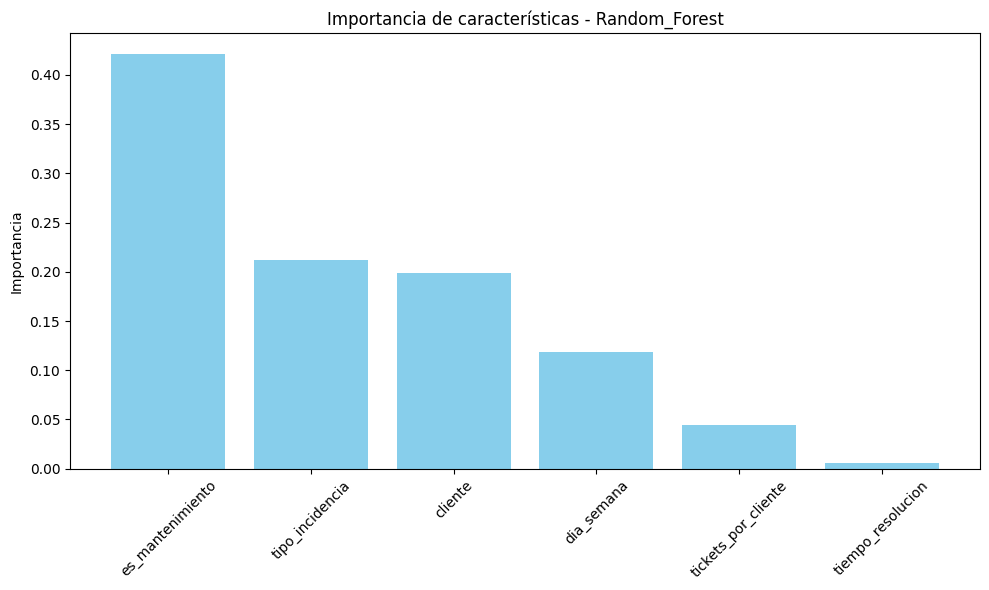 Importancia de características - Random_Forest
Importancia
0.40
0.35
0.30
0.25
0.20
0.15
0.10
0.05
0.00
es_mantenimiento
tipo_incidencia
cliente
dia_semana
tickets_por_cliente
tiempo_resolucion